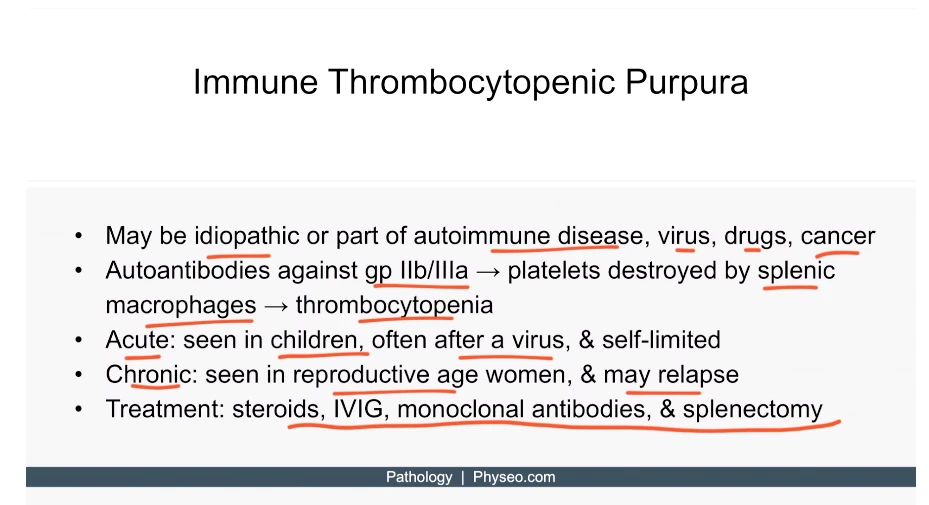 Immune Thrombocytopenic Purpura
• May be idiopathic or part of autoimmune disease, virus, drugs, cancer
• Autoantibodies against gp IIb/IIIa → platelets destroyed by splenic
macrophages → thrombocytopenia
• Acute: seen in children, often after a virus, & self-limited
• Chronic: seen in reproductive age women, & may relapse
• Treatment: steroids, IVIG, monoclonal antibodies, & splenectomy
Pathology | Physeo.com